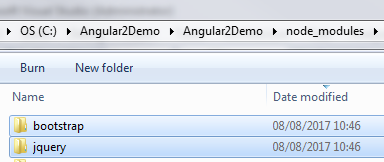 OS (C:) Angular2Demo Angular2Demo node_modules
Burn New folder
Name Date modified
bootstrap 08/08/2017 10:46
jquery 08/08/2017 10:46